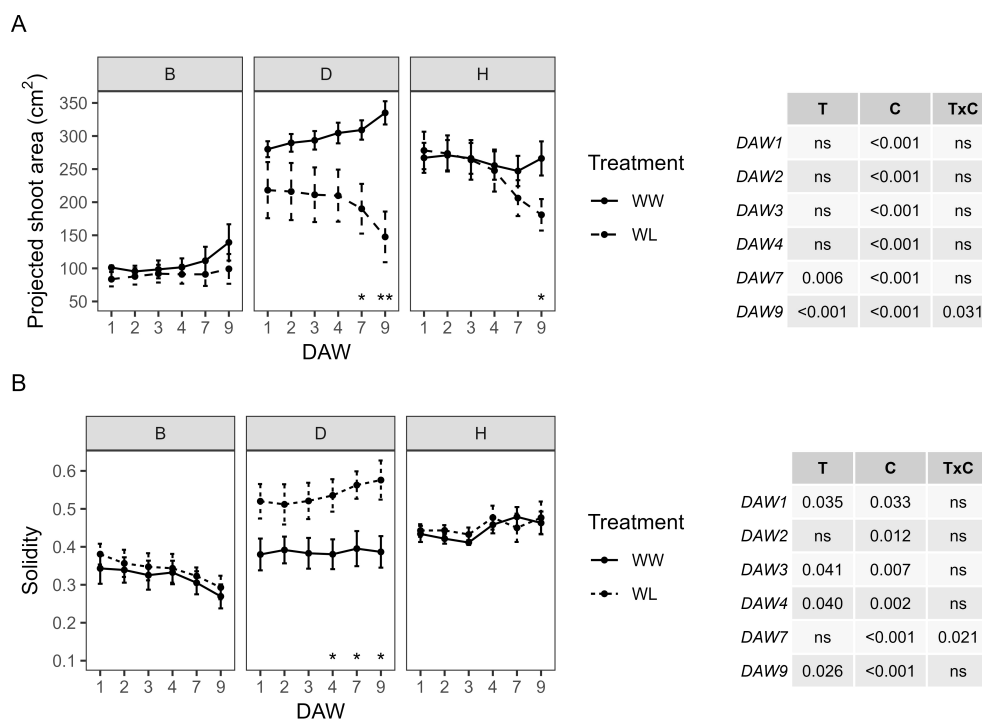 A
B D H
Projected shoot area (cm²)
350
300
250
200
150
100
50
* ** *
1 2 3 4 7 9 1 2 3 4 7 9 1 2 3 4 7 9
DAW
Treatment
WW
WL
T C TxC
DAW1 ns <0.001 ns
DAW2 ns <0.001 ns
DAW3 ns <0.001 ns
DAW4 ns <0.001 ns
DAW7 0.006 <0.001 ns
DAW9 <0.001 <0.001 0.031
B
B D H
Solidity
0.6
0.5
0.4
0.3
0.2
0.1
* * *
1 2 3 4 7 9 1 2 3 4 7 9 1 2 3 4 7 9
DAW
Treatment
WW
WL
T C TxC
DAW1 0.035 0.033 ns
DAW2 ns 0.012 ns
DAW3 0.041 0.007 ns
DAW4 0.040 0.002 ns
DAW7 ns <0.001 0.021
DAW9 0.026 <0.001 ns